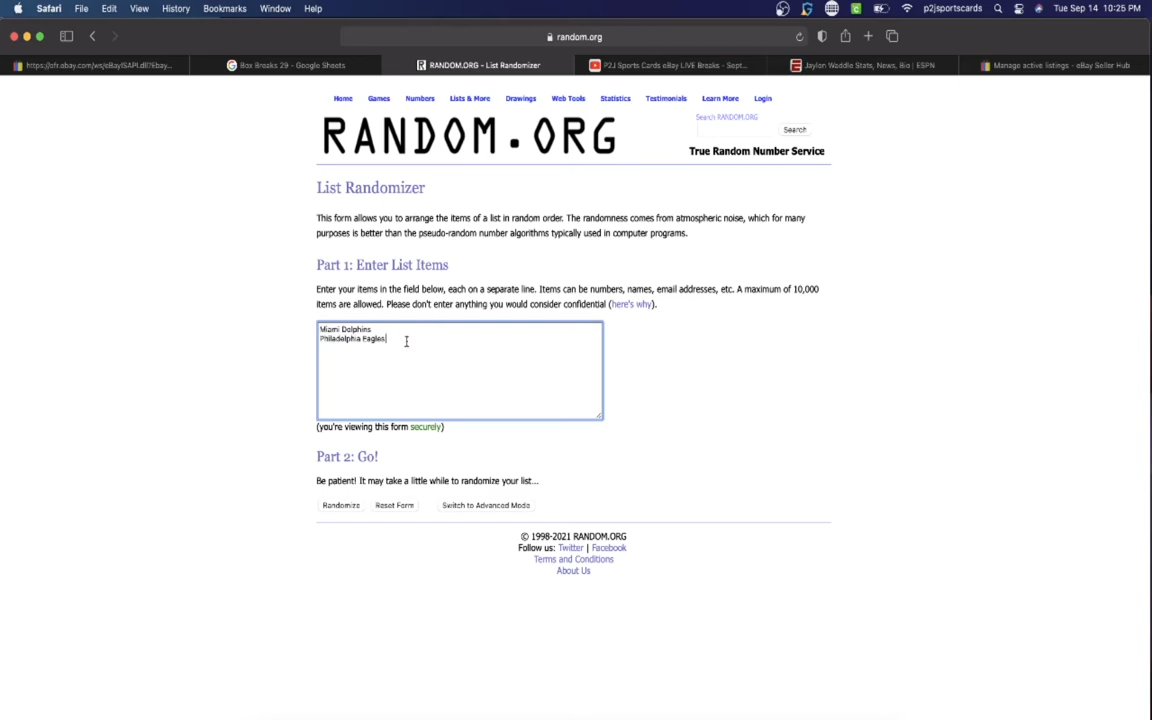 Safari File Edit View History Bookmarks Window Help p2jsportscards Tue Sep 14 10:25 PM
random.org
Box Breaks 29 - Google Sheets
RANDOM.ORG - List Randomizer
P2J Sports Cards eBay LIVE Breaks - Sept...
Jaylen Waddle Stats, News, Bio | ESPN
Manage active listings - eBay Seller Hub
Home Games Numbers Lists & More Drawings Web Tools Statistics Testimonials Learn More Login
RANDOM.ORG
Search RANDOM.ORG
Search
True Random Number Service
List Randomizer
This form allows you to arrange the items of a list in random order. The randomness comes from atmospheric noise, which for many
purposes is better than the pseudo-random number algorithms typically used in computer programs.
Part 1: Enter List Items
Enter your items in the field below, each on a separate line. Items can be numbers, names, email addresses, etc. A maximum of 10,000
items are allowed. Please don't enter anything you would consider confidential (here's why).
Miami Dolphins
Philadelphia Eagles
(you're viewing this form securely)
Part 2: Go!
Be patient! It may take a little while to randomize your list...
Randomize Reset Form Switch to Advanced Mode
© 1998-2021 RANDOM.ORG
Follow us: Twitter | Facebook
Terms and Conditions
About Us